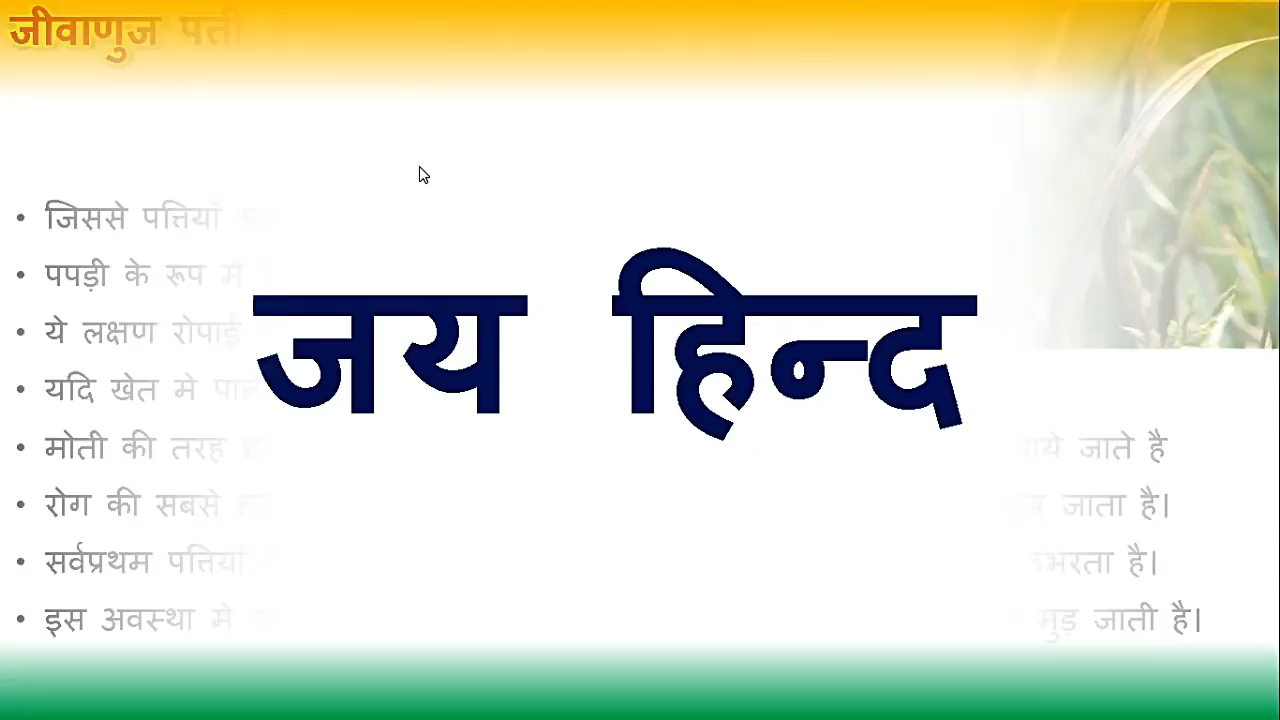 जीवाणुज पत्ती
जिससे पत्तियाँ
पपड़ी के रूप में
जय हिन्द
ये लक्षण रोपाई
यदि खेत मे
मोती की तरह जाते है
रोग की सबसे जाता है।
सर्वप्रथम पत्तियाँ उभरता है।
इस अवस्था मे मुड़ जाती है।